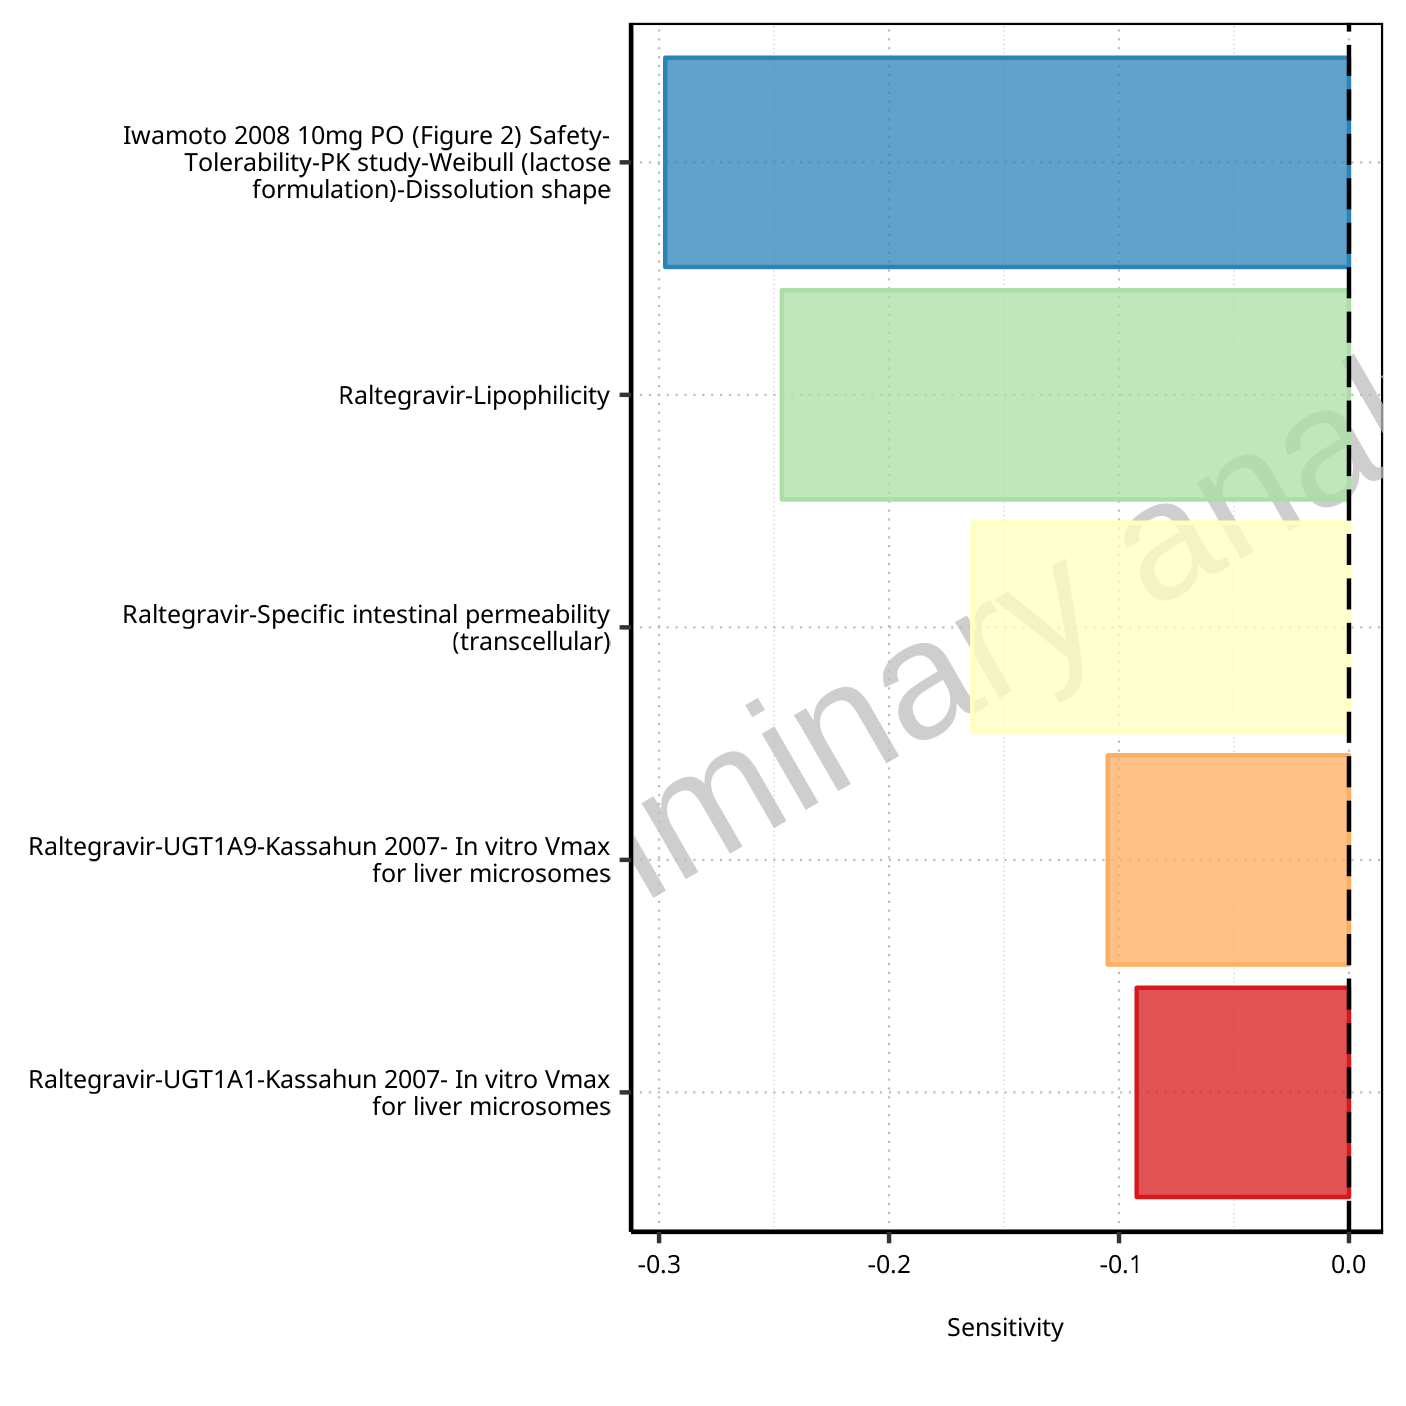 Iwamoto 2008 10mg PO (Figure 2) Safety-
Tolerability-PK study-Weibull (lactose
formulation)-Dissolution shape
Raltegravir-Lipophilicity
Raltegravir-Specific intestinal permeability
(transcellular)
Raltegravir-UGT1A9-Kassahun 2007- In vitro Vmax
for liver microsomes
Raltegravir-UGT1A1-Kassahun 2007- In vitro Vmax
for liver microsomes
minary anal
-0.3 -0.2 -0.1 0.0
Sensitivity